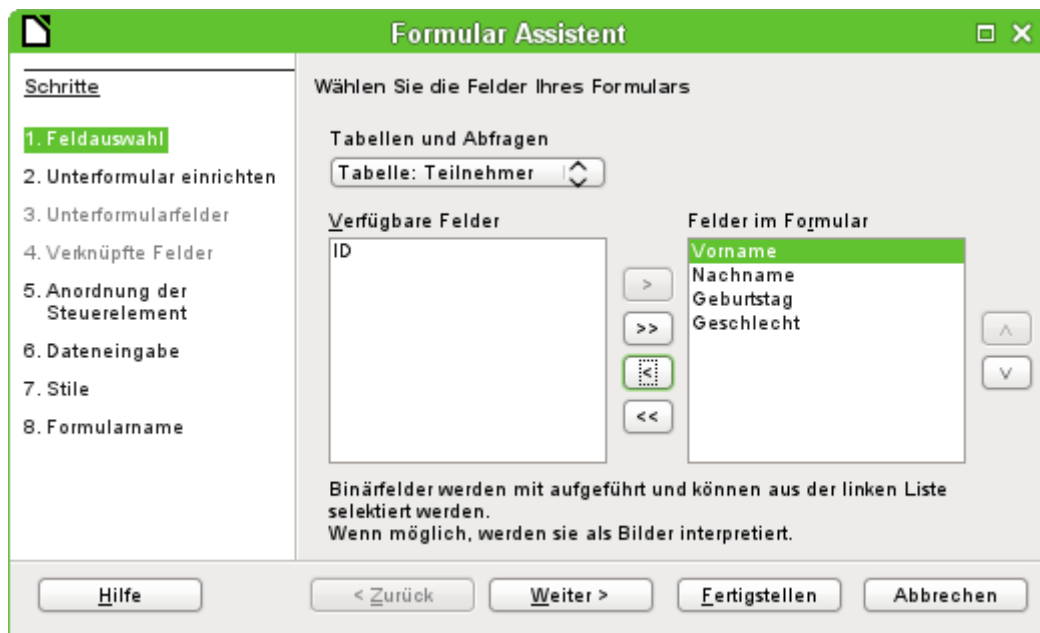 Formular Assistent
Schritte
1. Feldauswahl
2. Unterformular einrichten
3. Unterformularfelder
4. Verknüpfte Felder
5. Anordnung der
Steuerelement
6. Dateneingabe
7. Stile
8. Formularname
Wählen Sie die Felder Ihres Formulars
Tabellen und Abfragen
Tabelle: Teilnehmer
Verfügbare Felder
ID
>
>>
<
<<
Felder im Formular
Vorname
Nachname
Geburtstag
Geschlecht
Binärfelder werden mit aufgeführt und können aus der linken Liste
selektiert werden.
Wenn möglich, werden sie als Bilder interpretiert.
Hilfe
< Zurück
Weiter >
Fertigstellen
Abbrechen